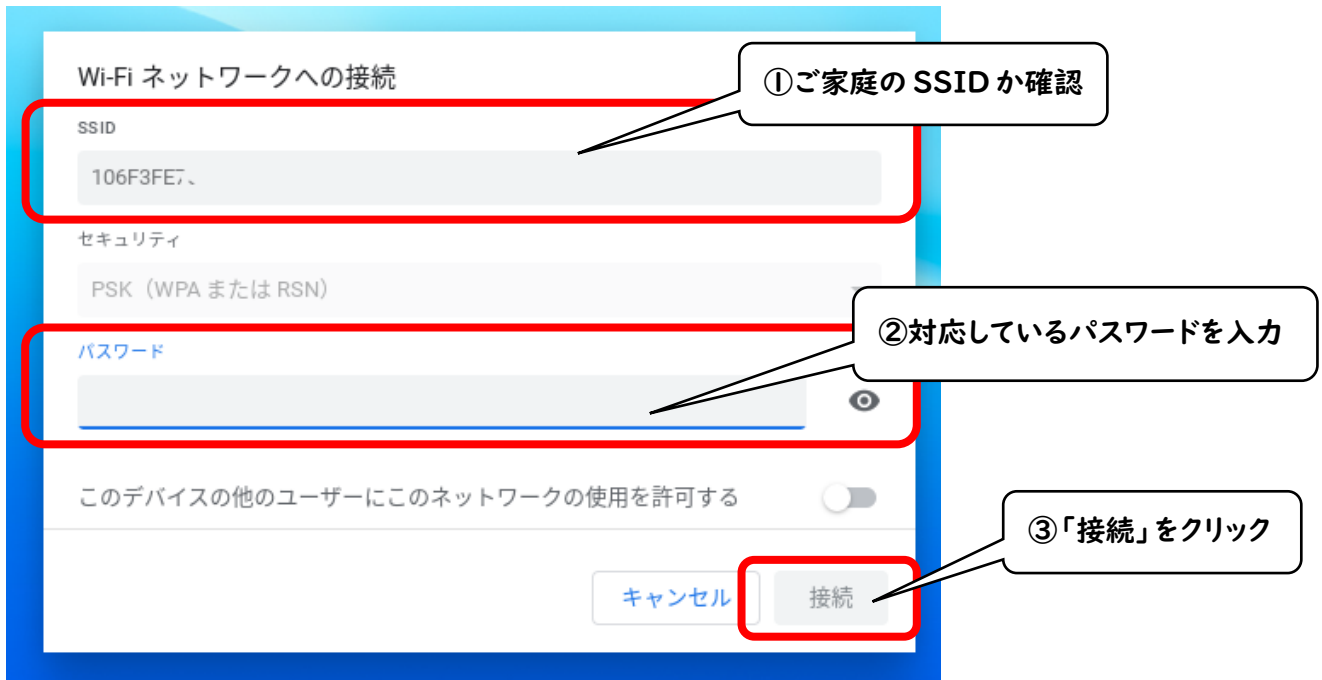 Wi-Fi ネットワークへの接続
①ご家庭の SSID か確認
SSID
106F3FE
セキュリティ
PSK（WPA または RSN）
②対応しているパスワードを入力
パスワード
このデバイスの他のユーザーにこのネットワークの使用を許可する
③「接続」をクリック
キャンセル
接続